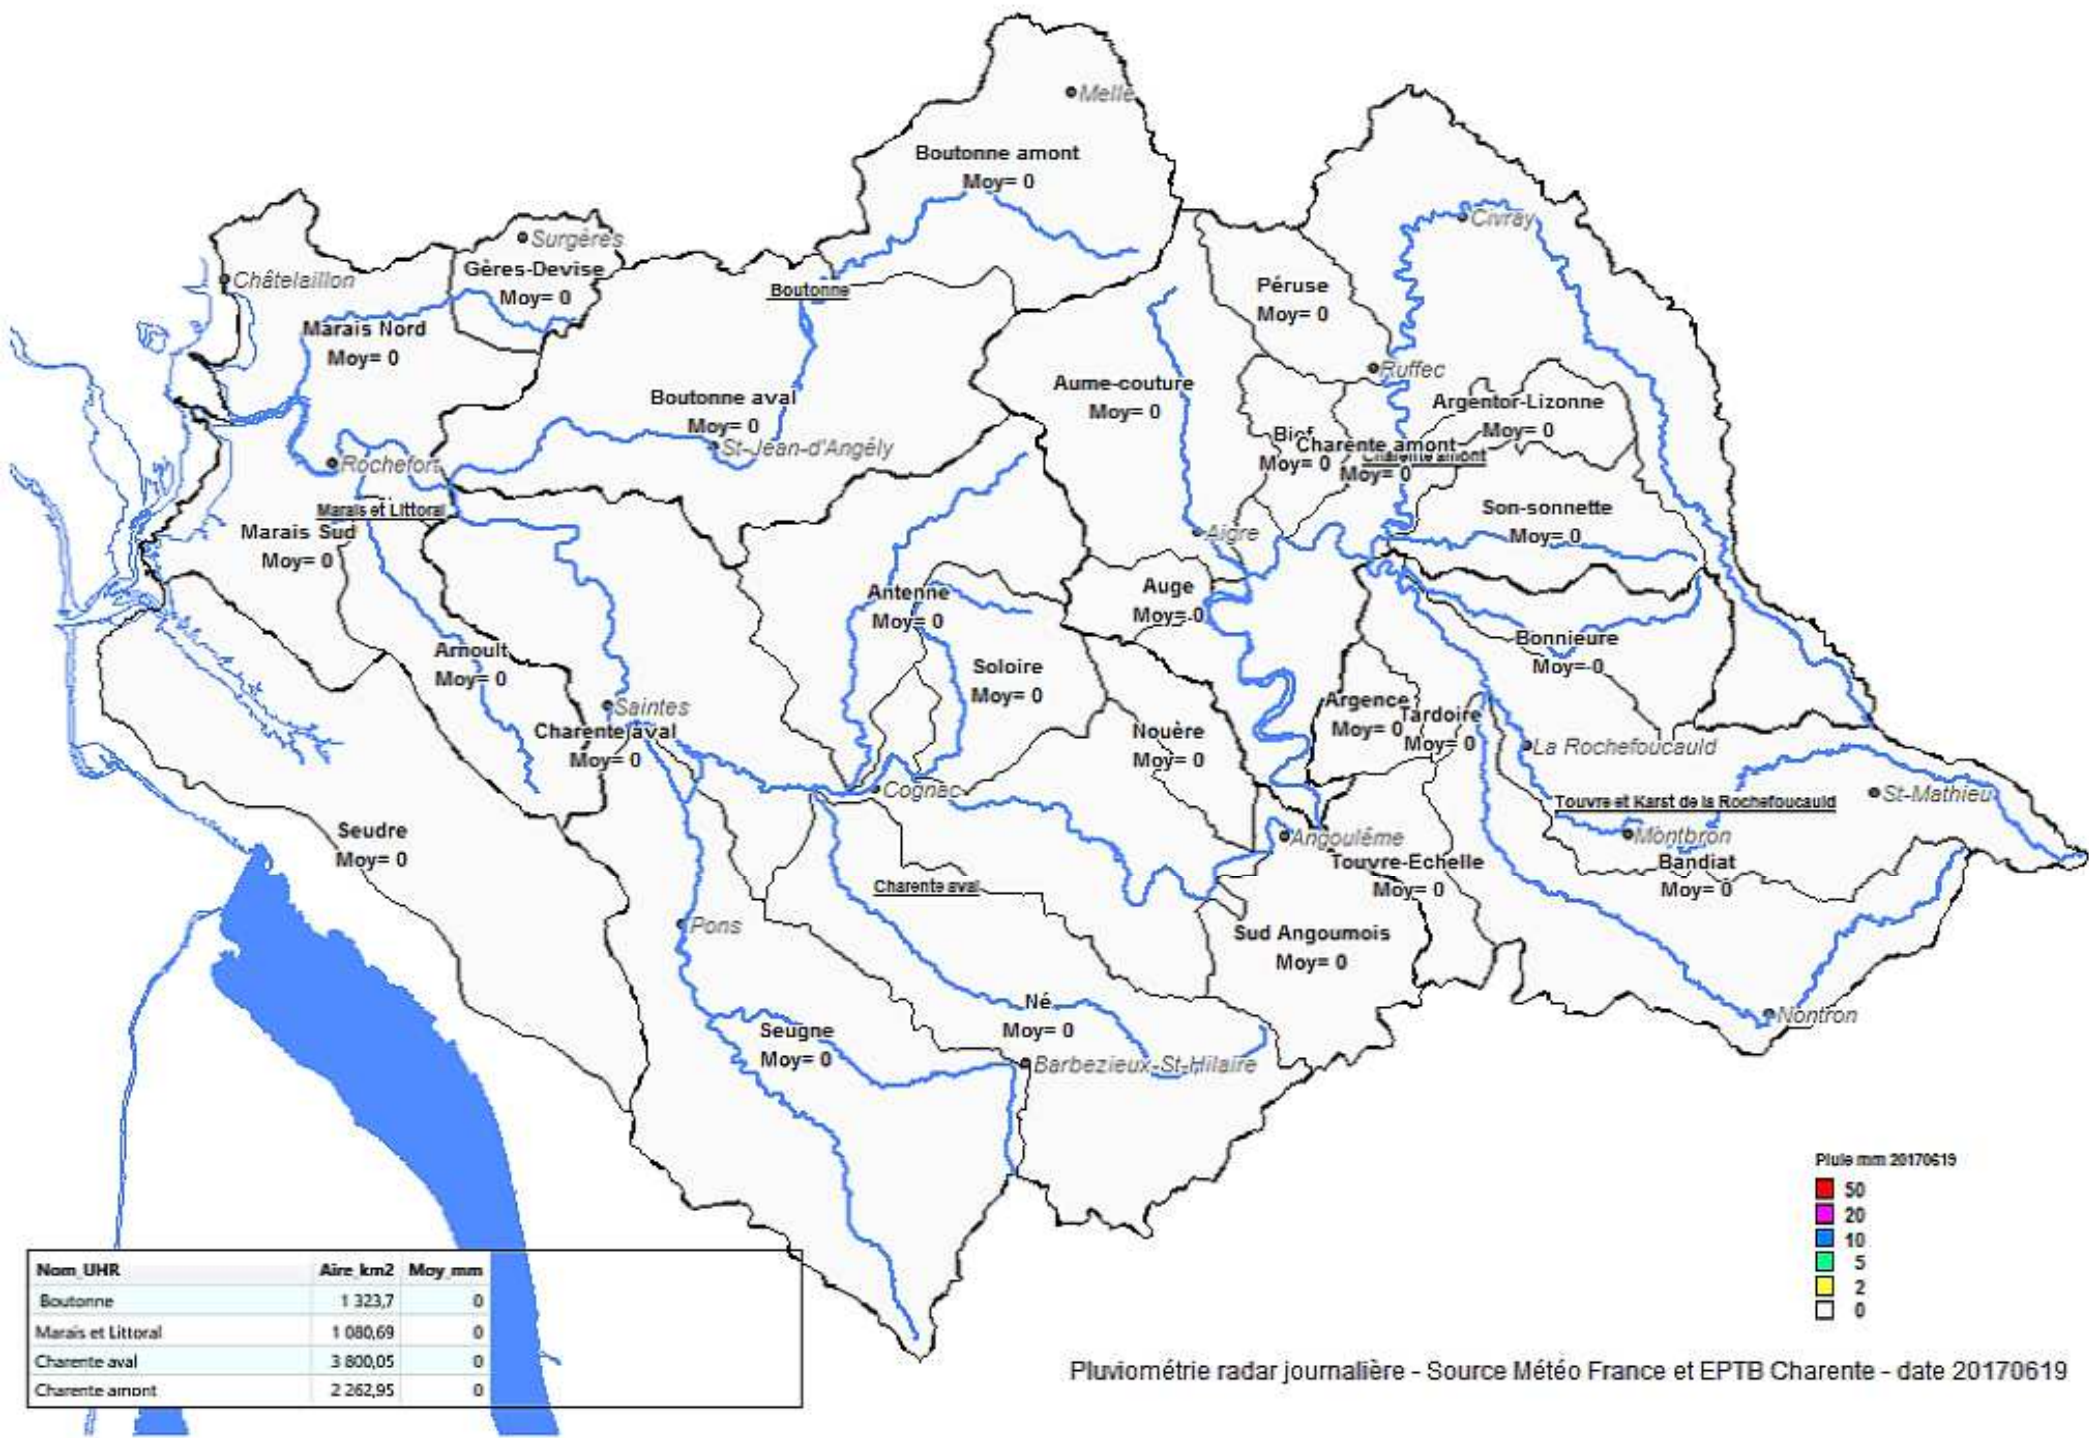 Melle
Boutonne amont
Moy= 0
Civray
Surgères
Châtelaillon
Gères-Devise
Moy= 0
Boutonne
Péruse
Moy= 0
Marais Nord
Moy= 0
Ruffec
Aume-couture
Moy= 0
Boutonne aval
Moy= 0
Argentor-Lizonne
Moy= 0
Bief
Moy= 0
Charente amont
Charente amont
Moy= 0
St-Jean-d'Angély
Rochefort
Marais et Littoral
Marais Sud
Moy= 0
Son-sonnette
Moy= 0
Aigre
Antenne
Moy= 0
Auge
Moy= 0
Bonnieure
Moy= 0
Arnoult
Moy= 0
Soloire
Moy= 0
Saintes
Charente aval
Moy= 0
Argence
Moy= 0
Tardoire
Moy= 0
Nouère
Moy= 0
La Rochefoucauld
Cognac
St-Mathieu
Touvre et Karst de la Rochefoucauld
Seudre
Moy= 0
Angoulême
Montbron
Touvre-Echelle
Moy= 0
Bandiat
Moy= 0
Charente aval
Pons
Sud Angoumois
Moy= 0
Né
Moy= 0
Nontron
Seugne
Moy= 0
Barbezieux-St-Hilaire
Pluie mm 20170619
50
20
10
5
2
0
Nom_UHR Aire_km2 Moy_mm
Boutonne 1 323,7 0
Marais et Littoral 1 080,69 0
Charente aval 3 800,05 0
Charente amont 2 262,95 0
Pluviométrie radar journalière - Source Météo France et EPTB Charente - date 20170619